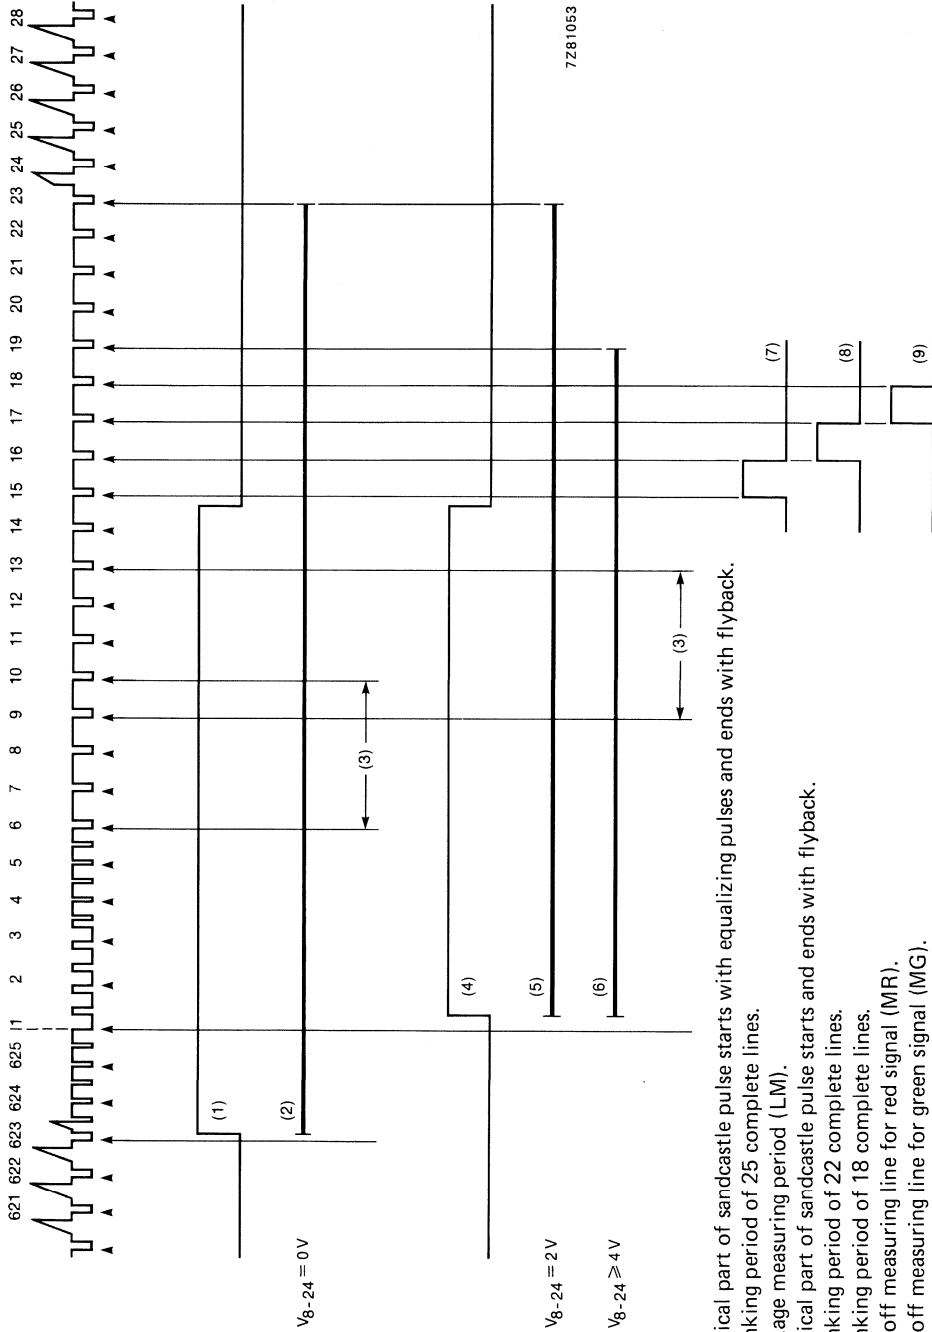 621 622 623 624 625 1 2 3 4 5 6 7 8 9 10 11 12 13 14 15 16 17 18 19 20 21 22 23 24 25 26 27 28
(1)
V8-24 = 0 V
(2)
(3)
(4)
V8-24 = 2 V
(5)
7Z81053
V8-24 ⩾ 4 V
(6)
(3)
(7)
(8)
(9)
ical part of sandcastle pulse starts with equalizing pulses and ends with flyback.
nking period of 25 complete lines.
age measuring period (LM).
ical part of sandcastle pulse starts and ends with flyback.
nking period of 22 complete lines.
nking period of 18 complete lines.
off measuring line for red signal (MR).
off measuring line for green signal (MG).